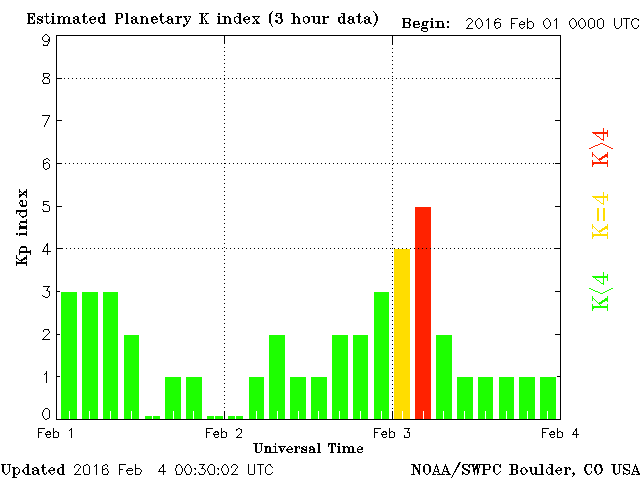 Estimated Planetary K index (3 hour data) Begin: 2016 Feb 01 0000 UTC
9
8
7
6
5
4
3
2
1
0
Kp index
K>4
K=4
K<4
Feb 1 Feb 2 Feb 3 Feb 4
Universal Time
Updated 2016 Feb 4 00:30:02 UTC NOAA/SWPC Boulder, CO USA